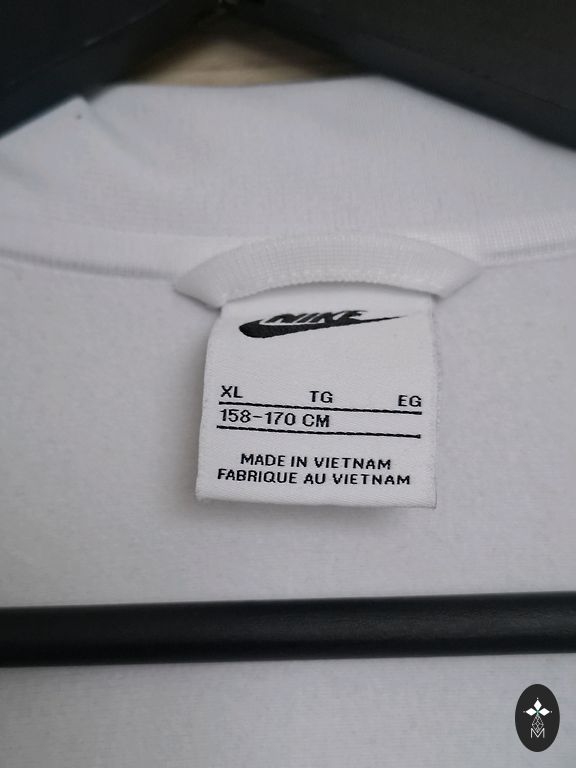 NIKE
XL TG EG
158-170 CM
MADE IN VIETNAM
FABRIQUE AU VIETNAM
M